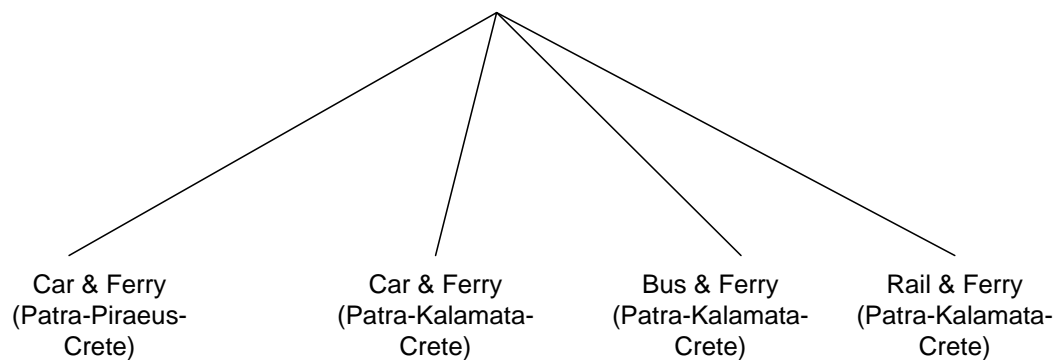 Car & Ferry
(Patra-Piraeus-
Crete)
Car & Ferry
(Patra-Kalamata-
Crete)
Bus & Ferry
(Patra-Kalamata-
Crete)
Rail & Ferry
(Patra-Kalamata-
Crete)